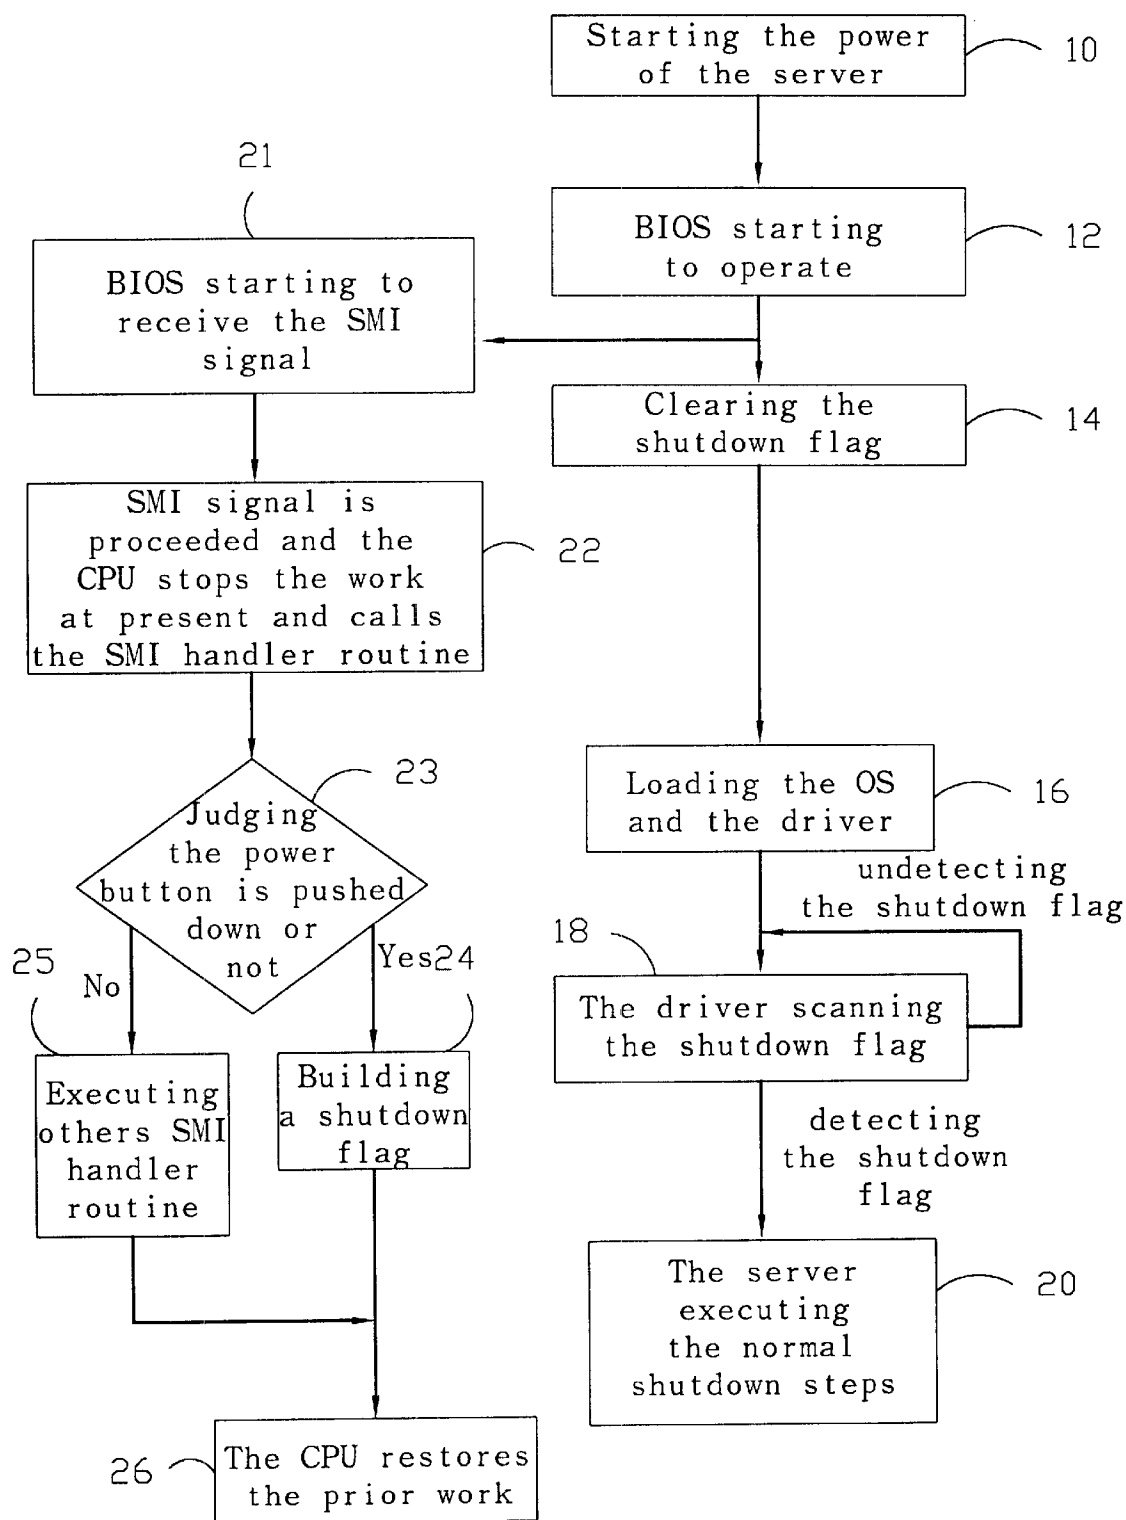 Starting the power
of the server
10
BIOS starting
to operate
12
21
BIOS starting to
receive the SMI
signal
Clearing the
shutdown flag
14
SMI signal is
proceeded and the
CPU stops the work
at present and calls
the SMI handler routine
22
23
Judging
the power
button is pushed
down or
not
Loading the OS
and the driver
16
undetecting
the shutdown flag
18
The driver scanning
the shutdown flag
25
No
Yes
24
Executing
others SMI
handler
routine
Building
a shutdown
flag
detecting
the shutdown
flag
The server
executing
the normal
shutdown steps
20
26
The CPU restores
the prior work